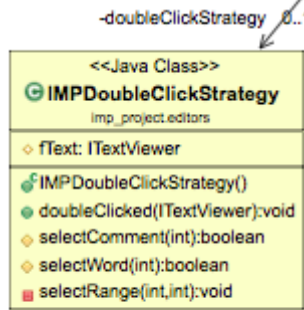 -doubleClickStrategy 0..
<<Java Class>>
IMPDoubleClickStrategy
imp_project.editors
fText: ITextViewer
IMPDoubleClickStrategy()
doubleClicked(ITextViewer):void
selectComment(int):boolean
selectWord(int):boolean
selectRange(int,int):void